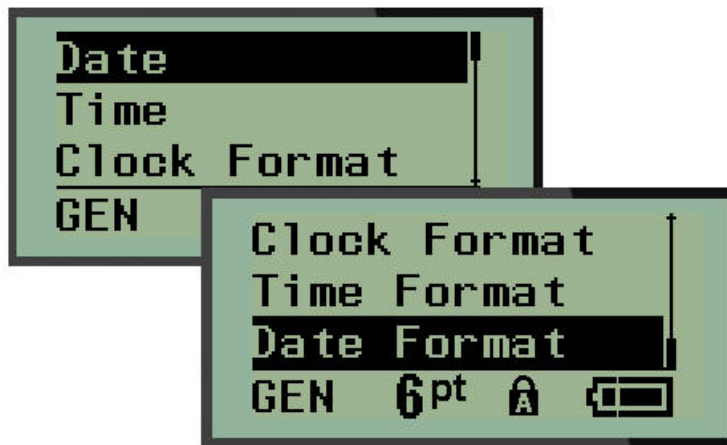 Date
Time
Clock Format
GEN
Clock Format
Time Format
Date Format
GEN 6pt A